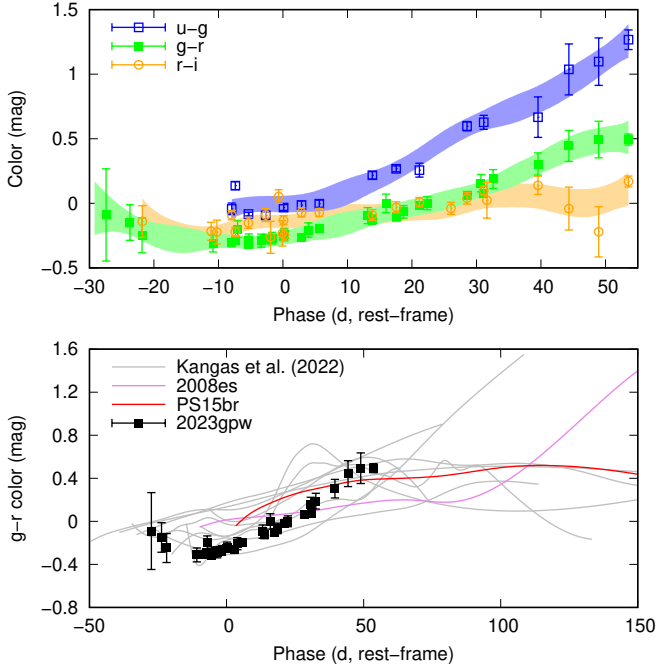 u−g
g−r
r−i
Color (mag)
1.5
1
0.5
0
−0.5
−30 −20 −10 0 10 20 30 40 50
Phase (d, rest-frame)
Kangas et al. (2022)
2008es
PS15br
2023gpw
g−r color (mag)
1.6
1.2
0.8
0.4
0
−0.4
−0.8
−50 0 50 100 150
Phase (d, rest-frame)